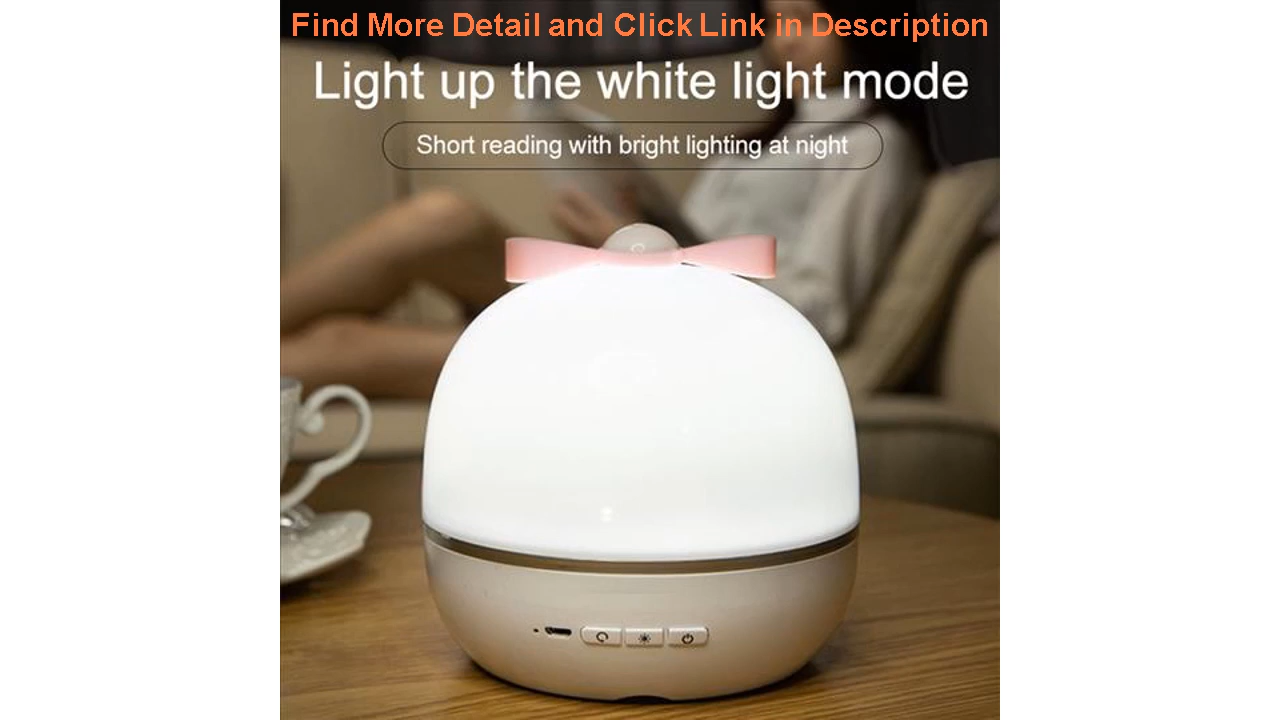 Find More Detail and Click Link in Description
Light up the white light mode
Short reading with bright lighting at night